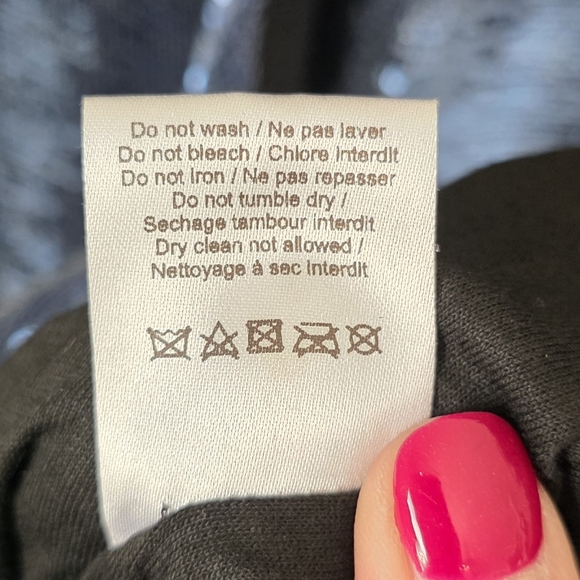 Do not wash / Ne pas laver
Do not bleach / Chlore interdit
Do not iron / Ne pas repasser
Do not tumble dry /
Sechage tambour interdit
Dry clean not allowed /
Nettoyage à sec interdit